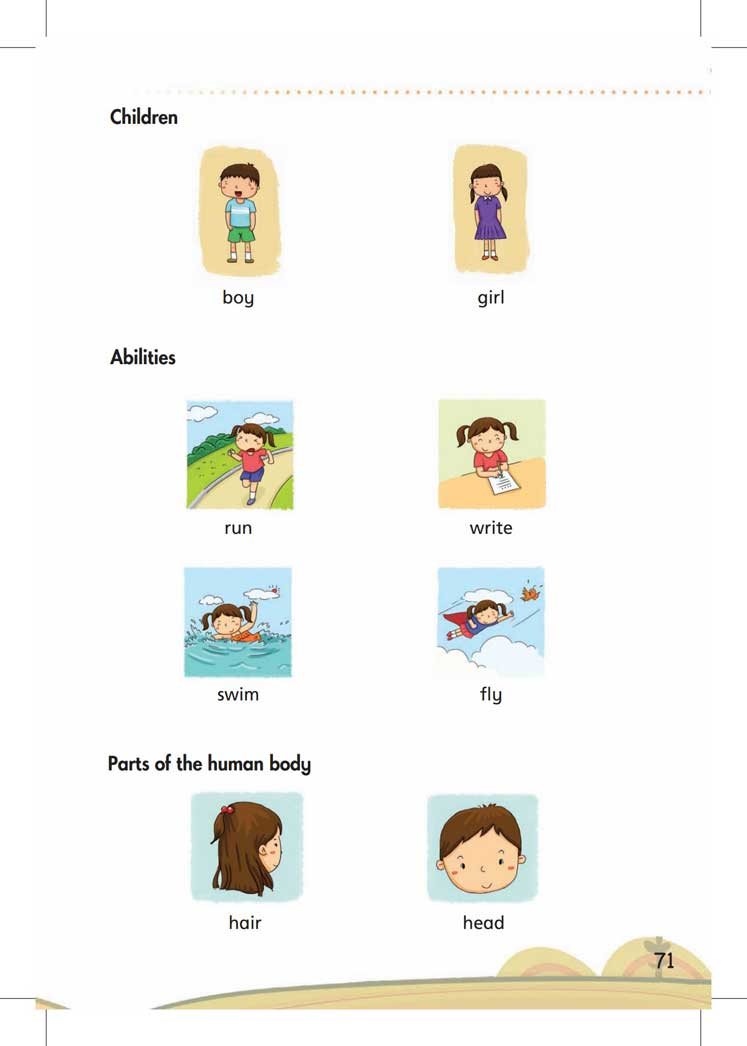 Children
boy girl
Abilities
run write
swim fly
Parts of the human body
hair head
71